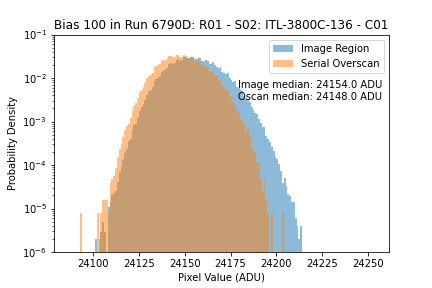 Bias 100 in Run 6790D: R01 - S02: ITL-3800C-136 - C01
Image Region
Serial Overscan
Image median: 24154.0 ADU
Oscan median: 24148.0 ADU
Probability Density
10⁻¹
10⁻²
10⁻³
10⁻⁴
10⁻⁵
10⁻⁶
24100 24125 24150 24175 24200 24225 24250
Pixel Value (ADU)